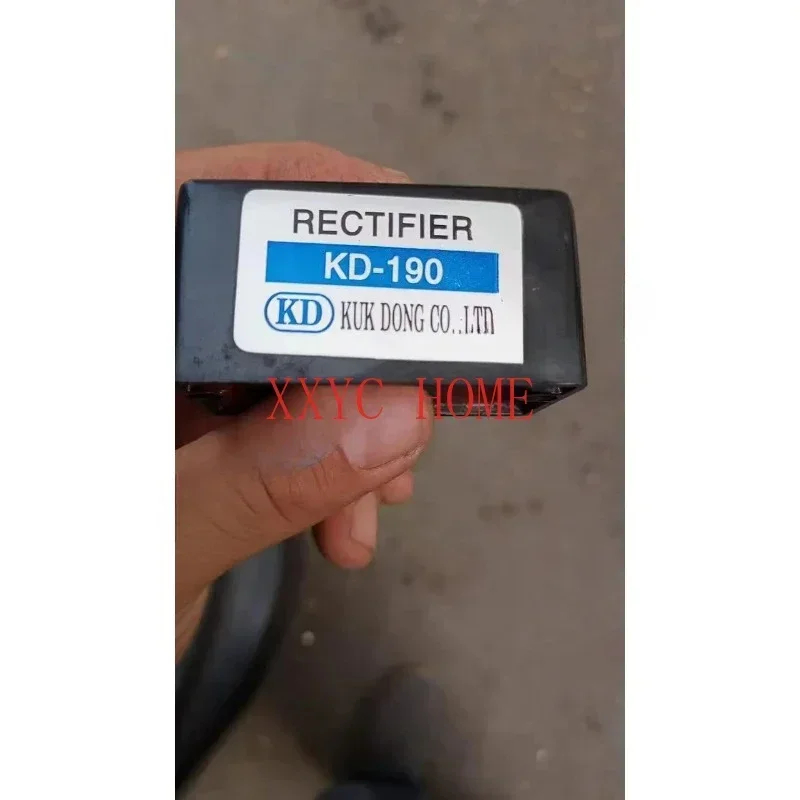 RECTIFIER
KD-190
KD KUK DONG CO.,LTD
XXYC HOME